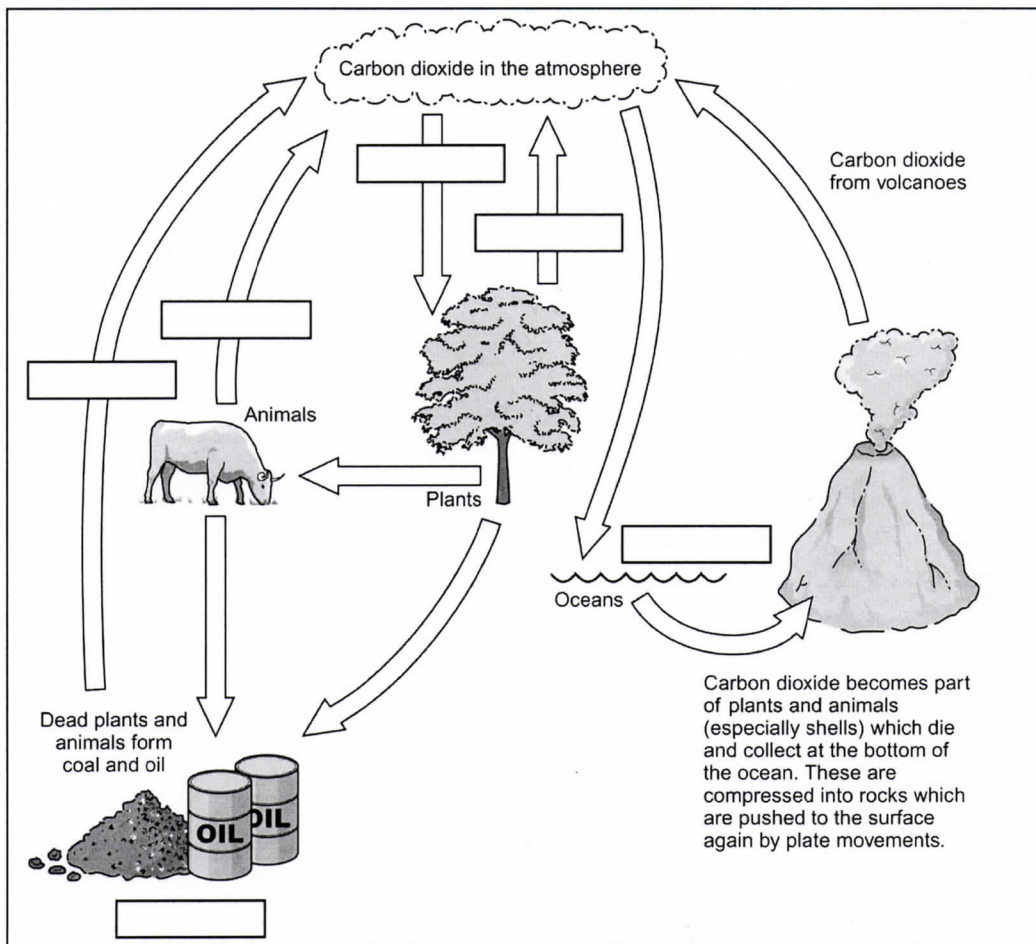 Carbon dioxide in the atmosphere
Carbon dioxide
from volcanoes
Animals
Plants
Oceans
Dead plants and
animals form
coal and oil
OIL
OIL
Carbon dioxide becomes part
of plants and animals
(especially shells) which die
and collect at the bottom of
the ocean. These are
compressed into rocks which
are pushed to the surface
again by plate movements.